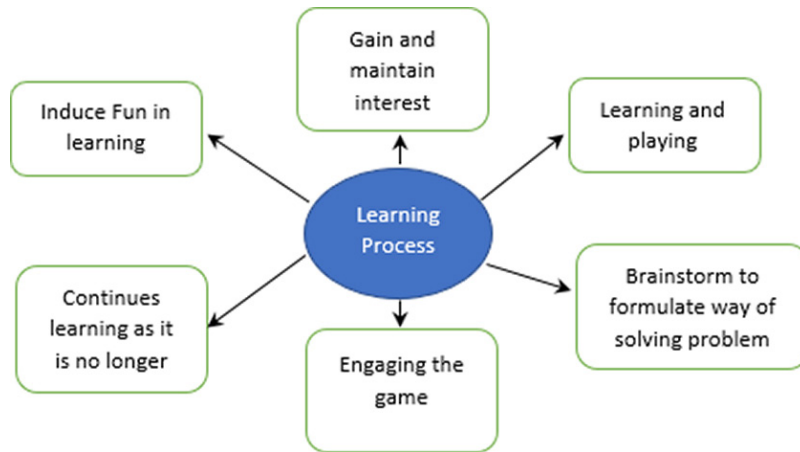 Gain and
maintain
interest
Induce Fun in
learning
Learning and
playing
Learning
Process
Continues
learning as it
is no longer
Brainstorm to
formulate way of
solving problem
Engaging the
game